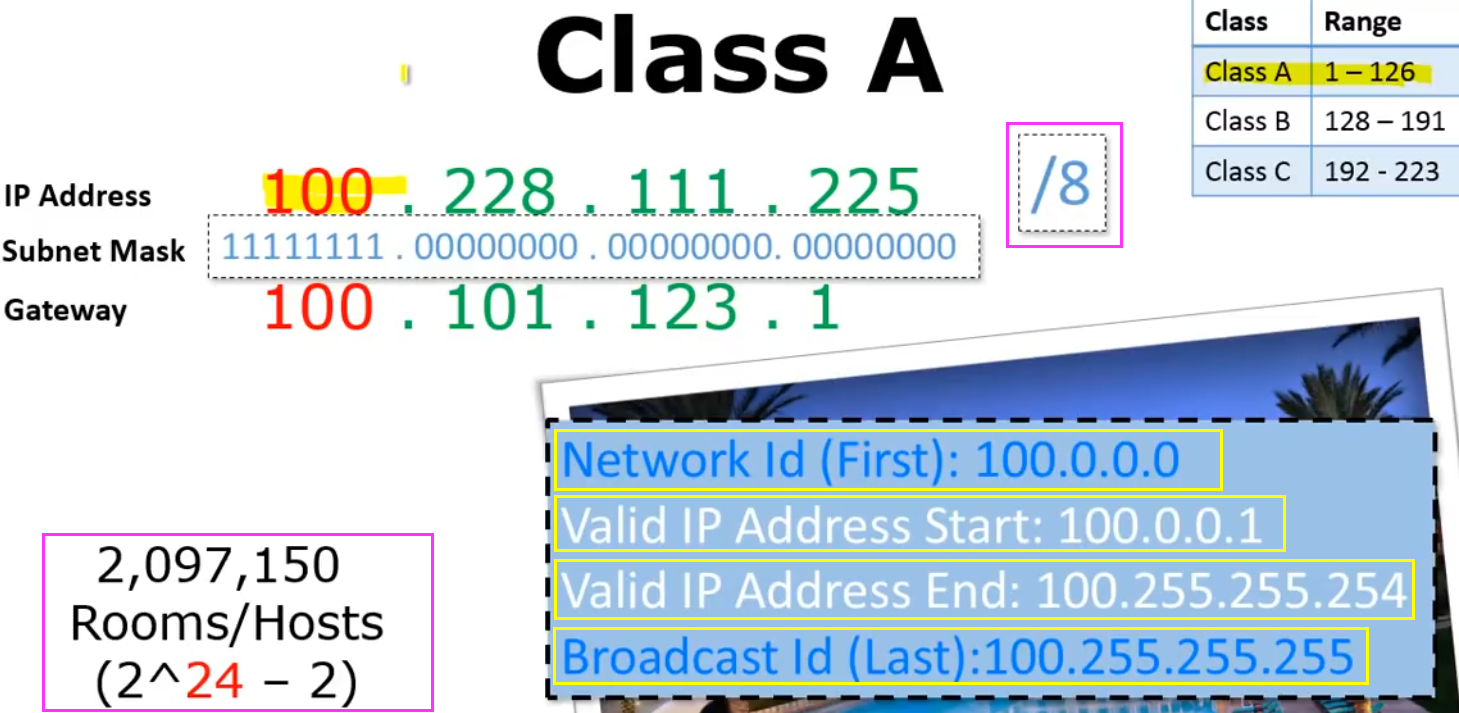 Class A
Class Range
Class A 1 – 126
Class B 128 – 191
Class C 192 - 223
IP Address 100 . 228 . 111 . 225 /8
Subnet Mask 11111111 . 00000000 . 00000000. 00000000
Gateway 100 . 101 . 123 . 1
Network Id (First): 100.0.0.0
Valid IP Address Start: 100.0.0.1
Valid IP Address End: 100.255.255.254
Broadcast Id (Last):100.255.255.255
2,097,150
Rooms/Hosts
(2^24 – 2)